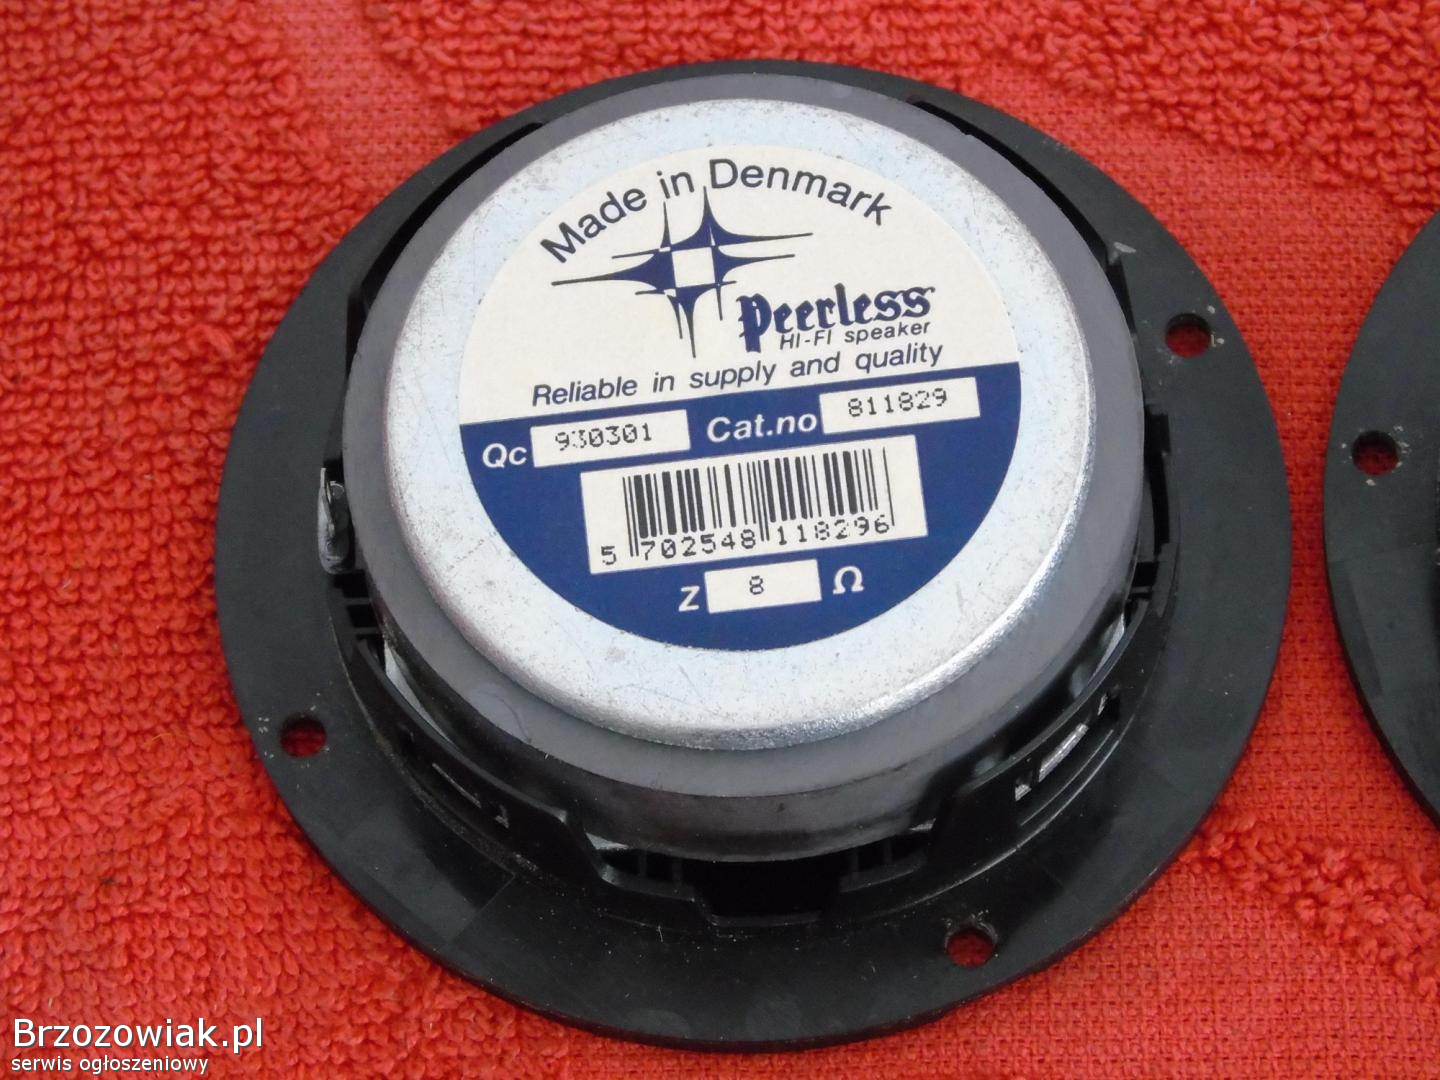 Made in Denmark
Peerless
HI-FI speaker
Reliable in supply and quality
Qc 930301 Cat.no 811829
5 702548 118296
Z 8 Ω
Brzozowiak.pl
serwis ogłoszeniowy